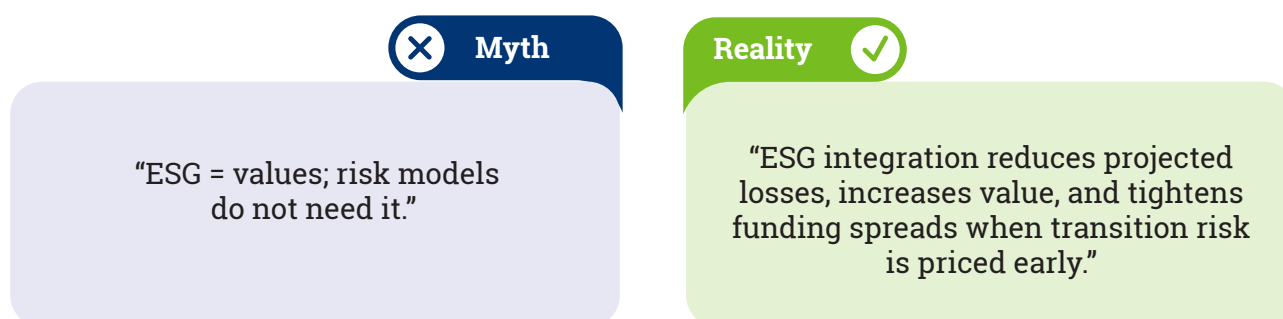 Myth
“ESG = values; risk models
do not need it.”
Reality
“ESG integration reduces projected
losses, increases value, and tightens
funding spreads when transition risk
is priced early.”